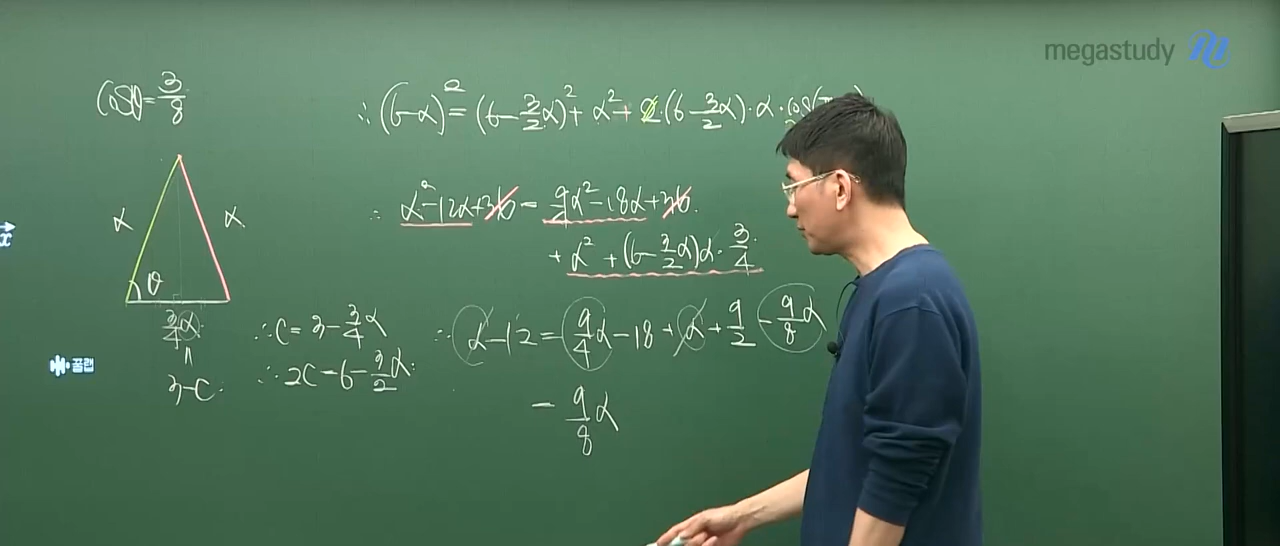 megastudy
cosθ = 3/8
∴ (6-α)² = (6-3/2α)² + α² + 2·(6-3/2α)·α·cos(
α α
∴ α²-12α+36 = 9/4α²-18α+36
+ α² + (6-3/2α)α·3/4
θ
3/4α
∴ c = 3-3/4α
∴ α-12 = 9/4α-18+α+9/2-9/8α
꿈랩
3-c
∴ 2c = 6-3/2α
- 9/8α
x